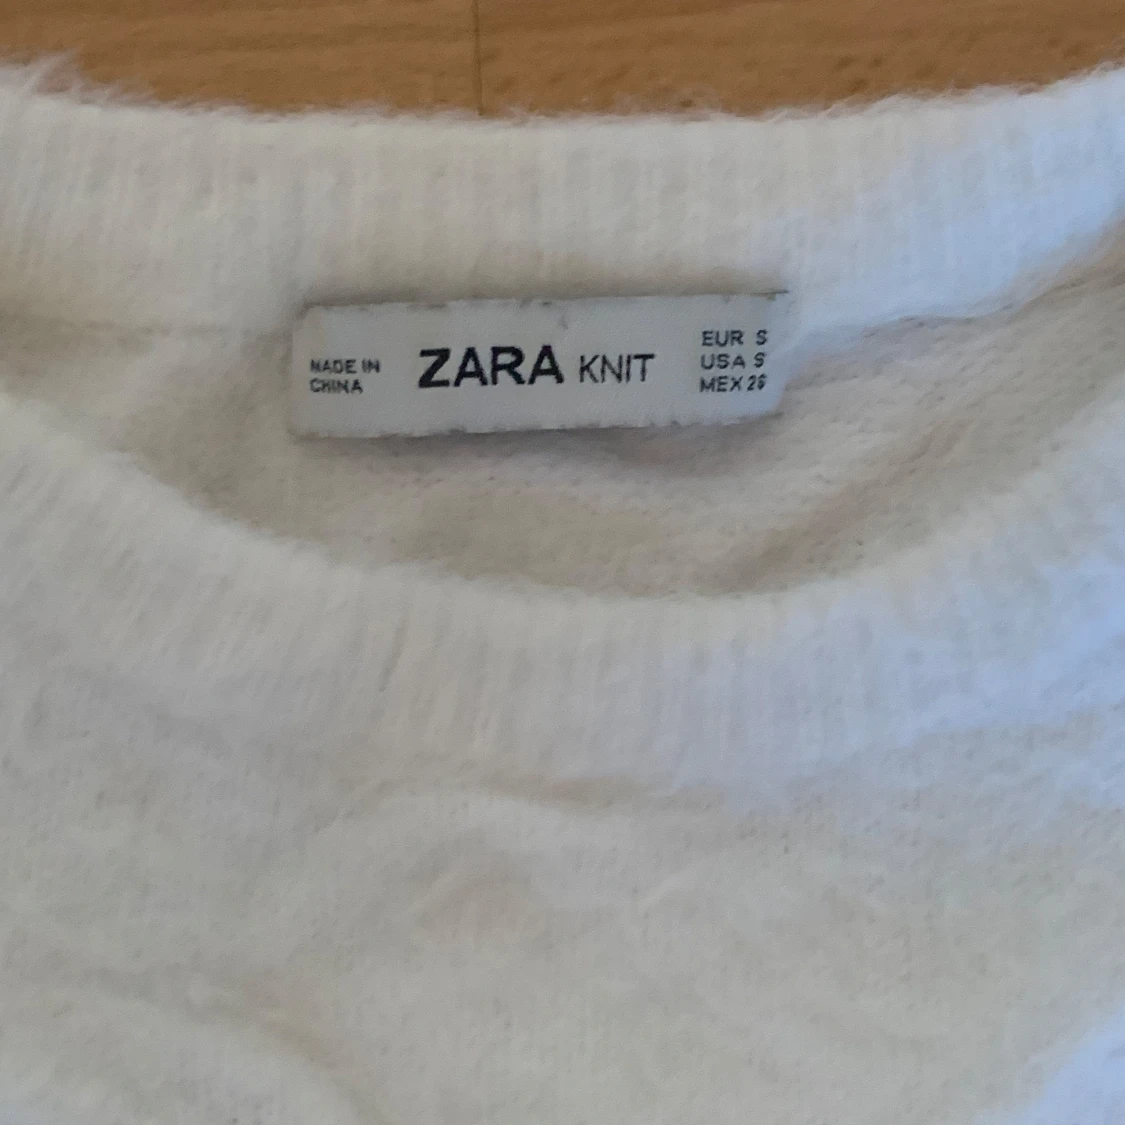 MADE IN
CHINA
ZARA KNIT
EUR S
USA S
MEX 26